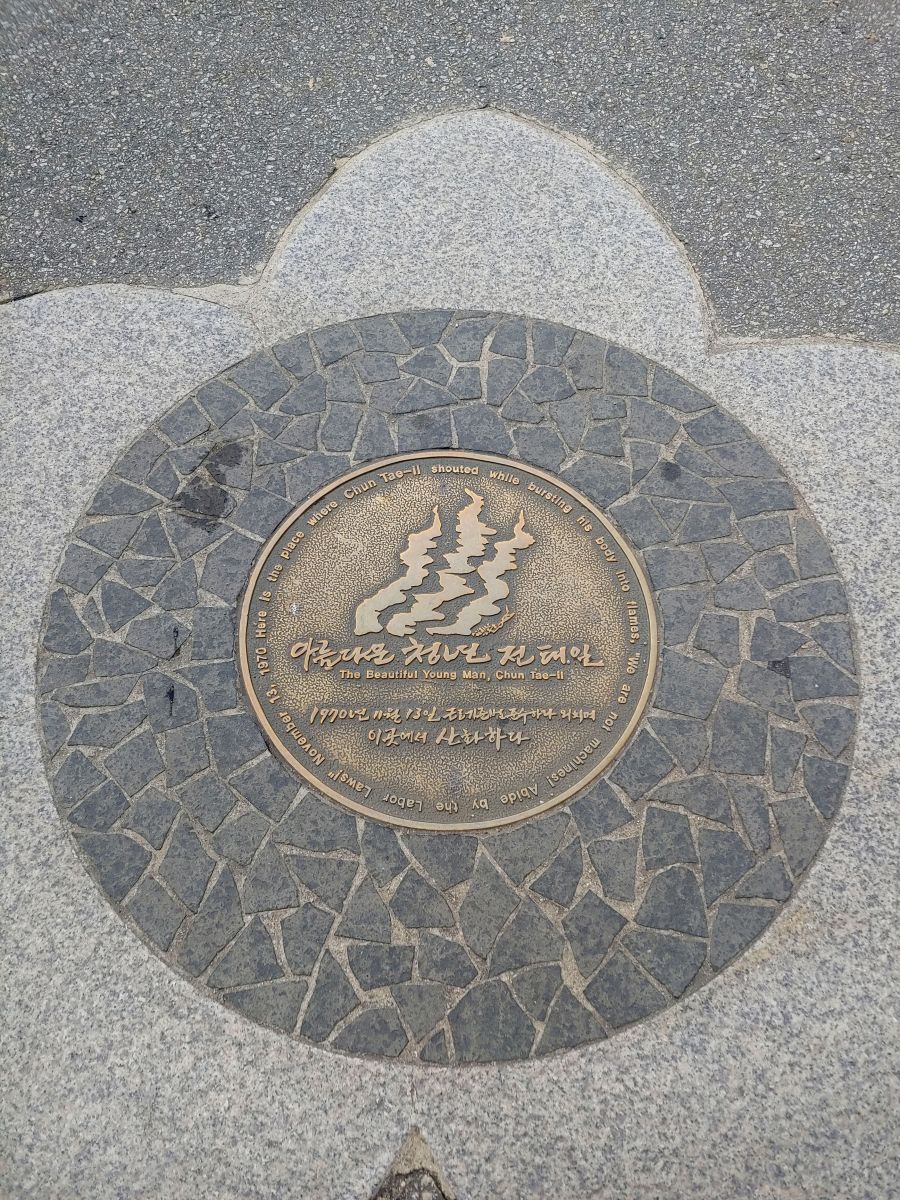 November 13, 1970. Here is the place where Chun Tae-Il shouted while bursting his body into flames, we are not machines! Abide by the Labor Laws!"
아름다운 청년 전태일
The Beautiful Young Man, Chun Tae-Il
1970년 11월 13일 근로기준법 준수하라 외치며
이곳에서 산화하다